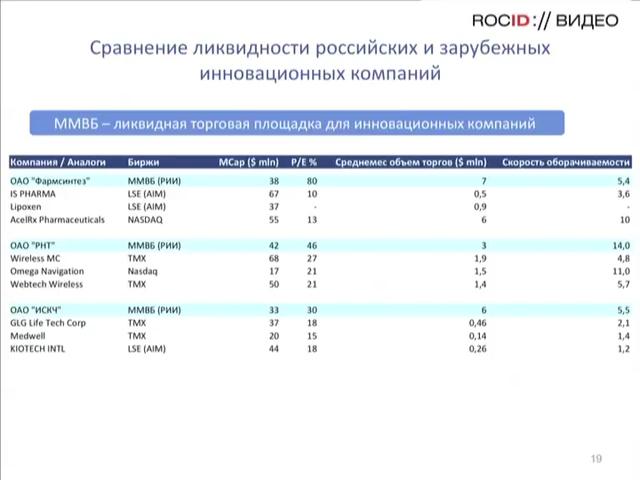 ROCID:// ВИДЕО
Сравнение ликвидности российских и зарубежных
инновационных компаний
ММВБ – ликвидная торговая площадка для инновационных компаний
Компания / Аналоги Биржи MCap ($ mln) P/E % Среднемес объем торгов ($ mln) Скорость оборачиваемости
ОАО "Фармсинтез" ММВБ (РИИ) 38 80 7 5,4
IS PHARMA LSE (AIM) 67 10 0,5 3,6
Lipoxen LSE (AIM) 37 - 0,9 -
AcelRx Pharmaceuticals NASDAQ 55 13 6 10
ОАО "РНТ" ММВБ (РИИ) 42 46 3 14,0
Wireless MC TMX 68 27 1,9 4,8
Omega Navigation Nasdaq 17 21 1,5 11,0
Webtech Wireless TMX 50 21 1,4 5,7
ОАО "ИСКЧ" ММВБ (РИИ) 33 30 6 5,5
GLG Life Tech Corp TMX 37 18 0,46 2,1
Medwell TMX 20 15 0,14 1,4
KIOTECH INTL LSE (AIM) 44 18 0,26 1,2
19